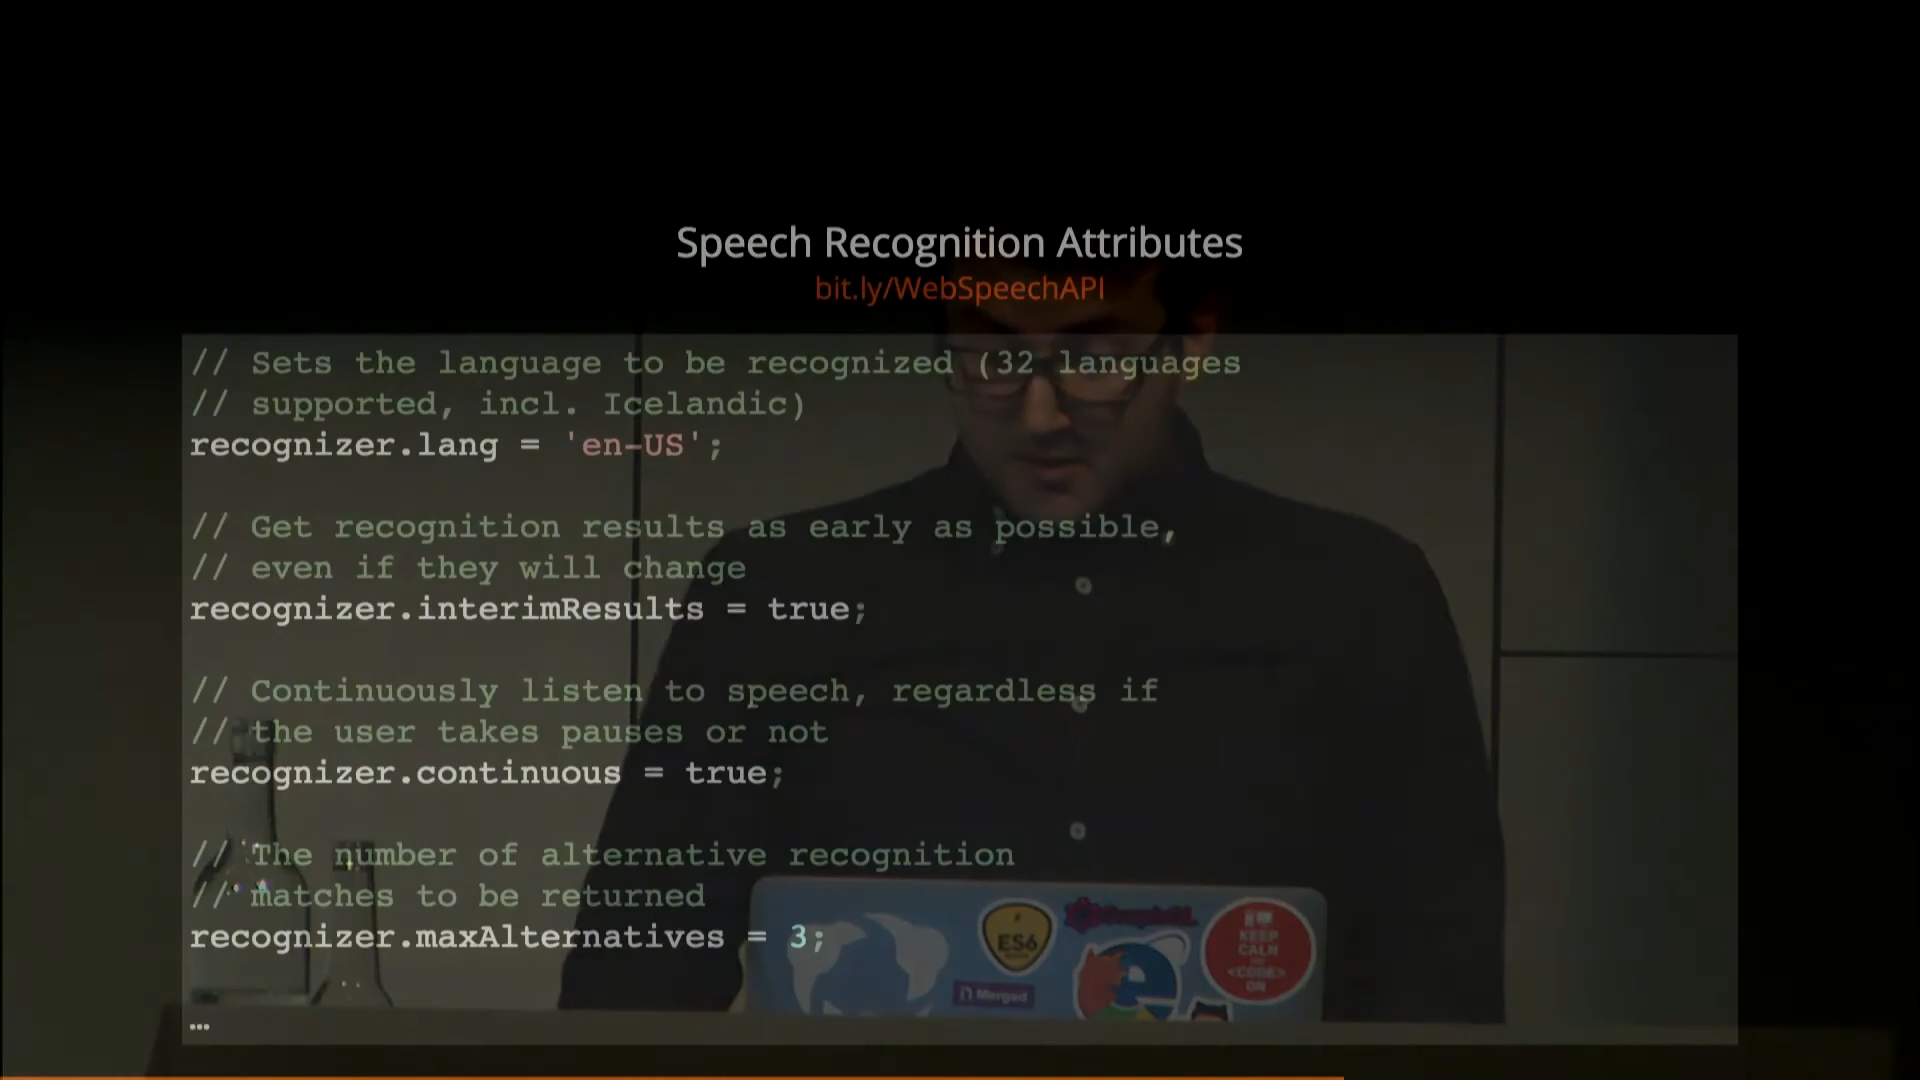 Speech Recognition Attributes
bit.ly/WebSpeechAPI
// Sets the language to be recognized (32 languages
// supported, incl. Icelandic)
recognizer.lang = 'en-US';
// Get recognition results as early as possible,
// even if they will change
recognizer.interimResults = true;
// Continuously listen to speech, regardless if
// the user takes pauses or not
recognizer.continuous = true;
// The number of alternative recognition
// matches to be returned
recognizer.maxAlternatives = 3;
…
ES6
GraphQL
KEEP
CALM
<CODE>
ON
Merged